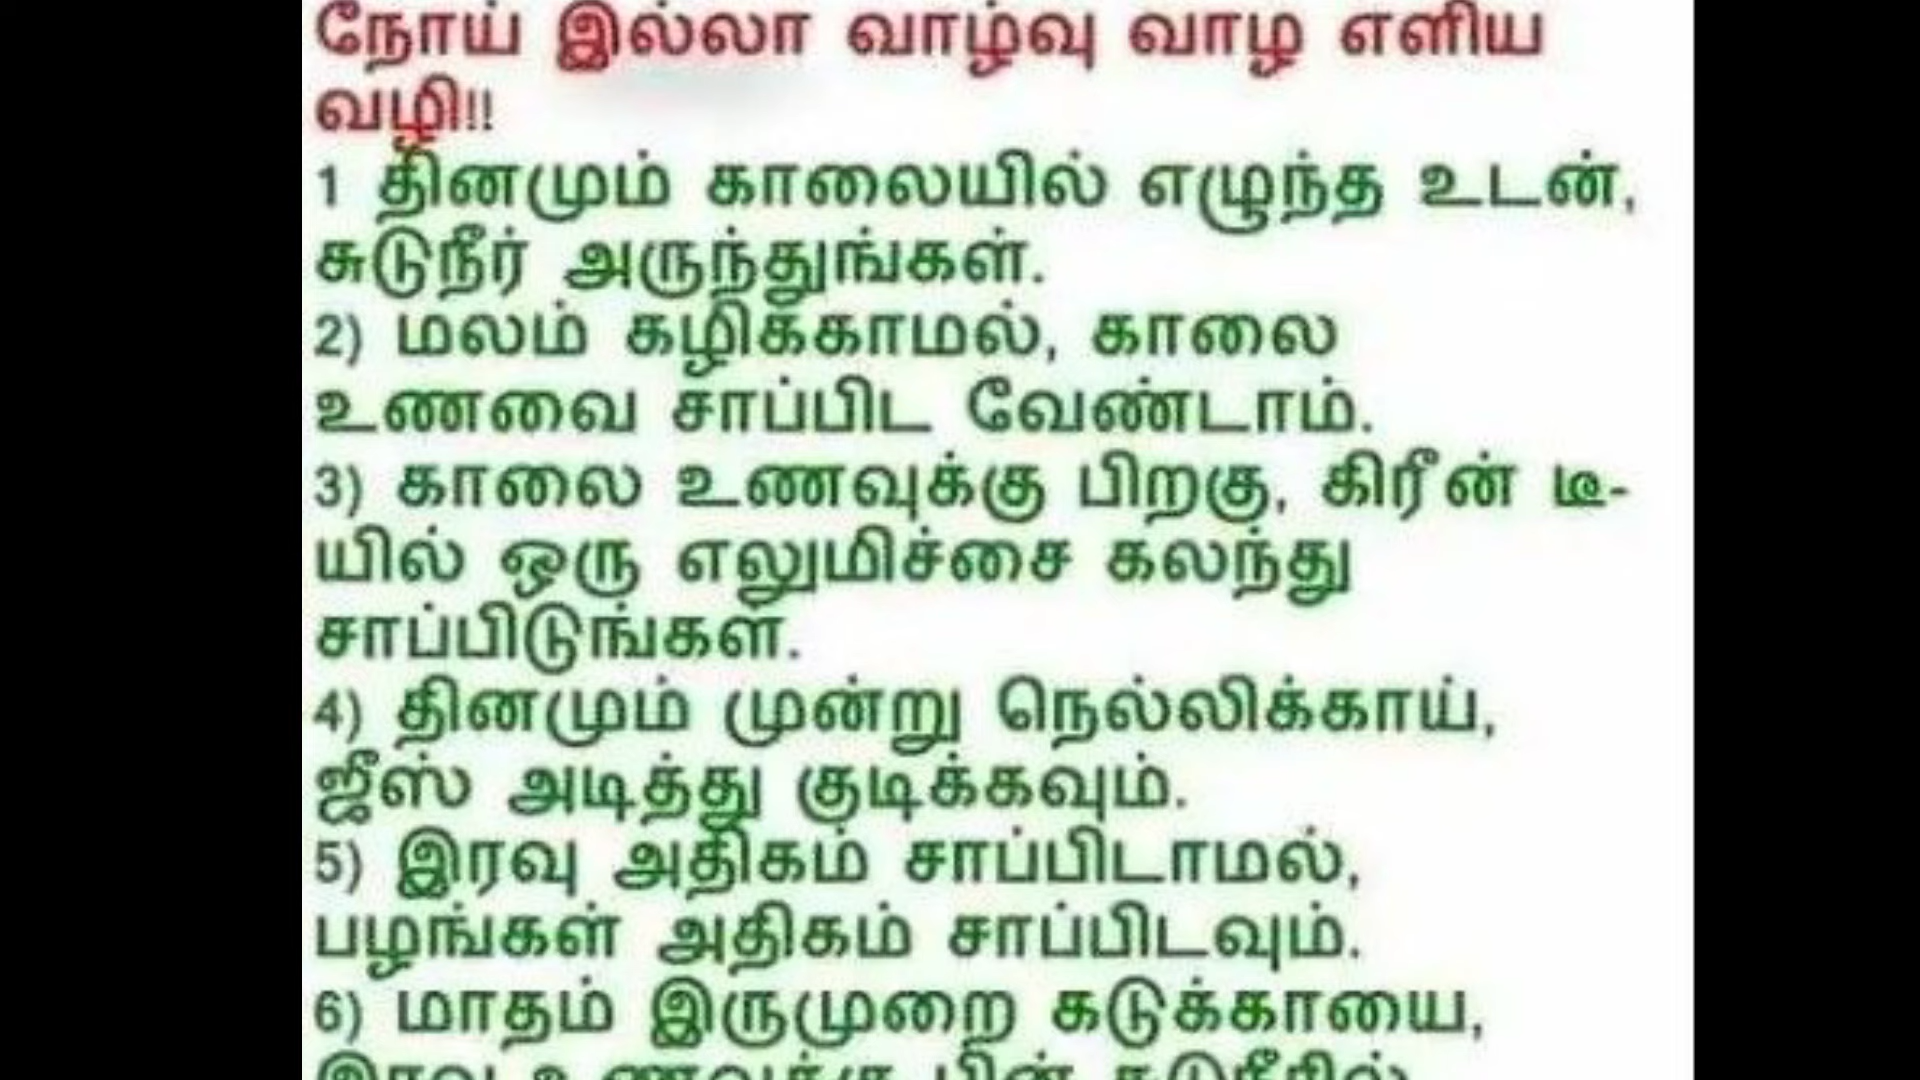 நோய் இல்லா வாழ்வு வாழ எளிய
வழி!!
1 தினமும் காலையில் எழுந்த உடன்,
சுடுநீர் அருந்துங்கள்.
2) மலம் கழிக்காமல், காலை
உணவை சாப்பிட வேண்டாம்.
3) காலை உணவுக்கு பிறகு, கிரீன் டீ-
யில் ஒரு எலுமிச்சை கலந்து
சாப்பிடுங்கள்.
4) தினமும் முன்று நெல்லிக்காய்,
ஜீஸ் அடித்து குடிக்கவும்.
5) இரவு அதிகம் சாப்பிடாமல்,
பழங்கள் அதிகம் சாப்பிடவும்.
6) மாதம் இருமுறை கடுக்காயை,
இரவு உணவுக்கு பின் சுடுநீரில்